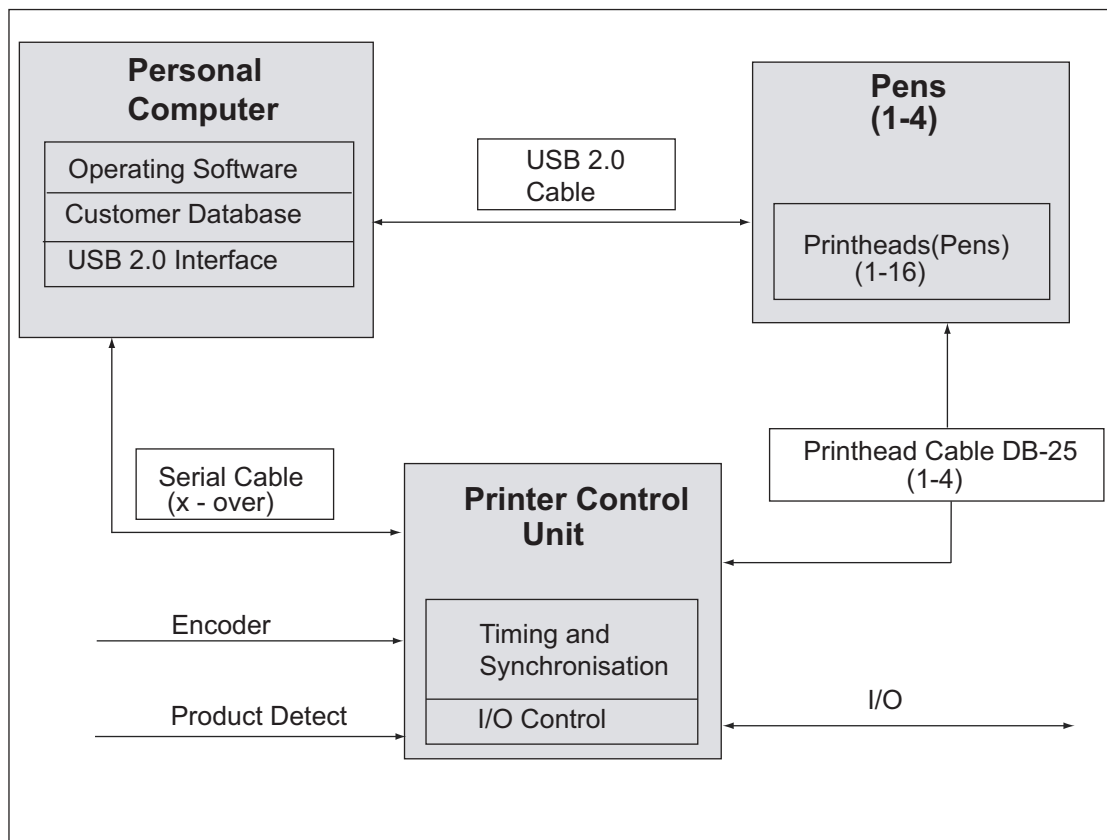 Personal
Computer
Operating Software
Customer Database
USB 2.0 Interface
USB 2.0
Cable
Pens
(1-4)
Printheads(Pens)
(1-16)
Serial Cable
(x - over)
Printer Control
Unit
Timing and
Synchronisation
I/O Control
Printhead Cable DB-25
(1-4)
Encoder
Product Detect
I/O